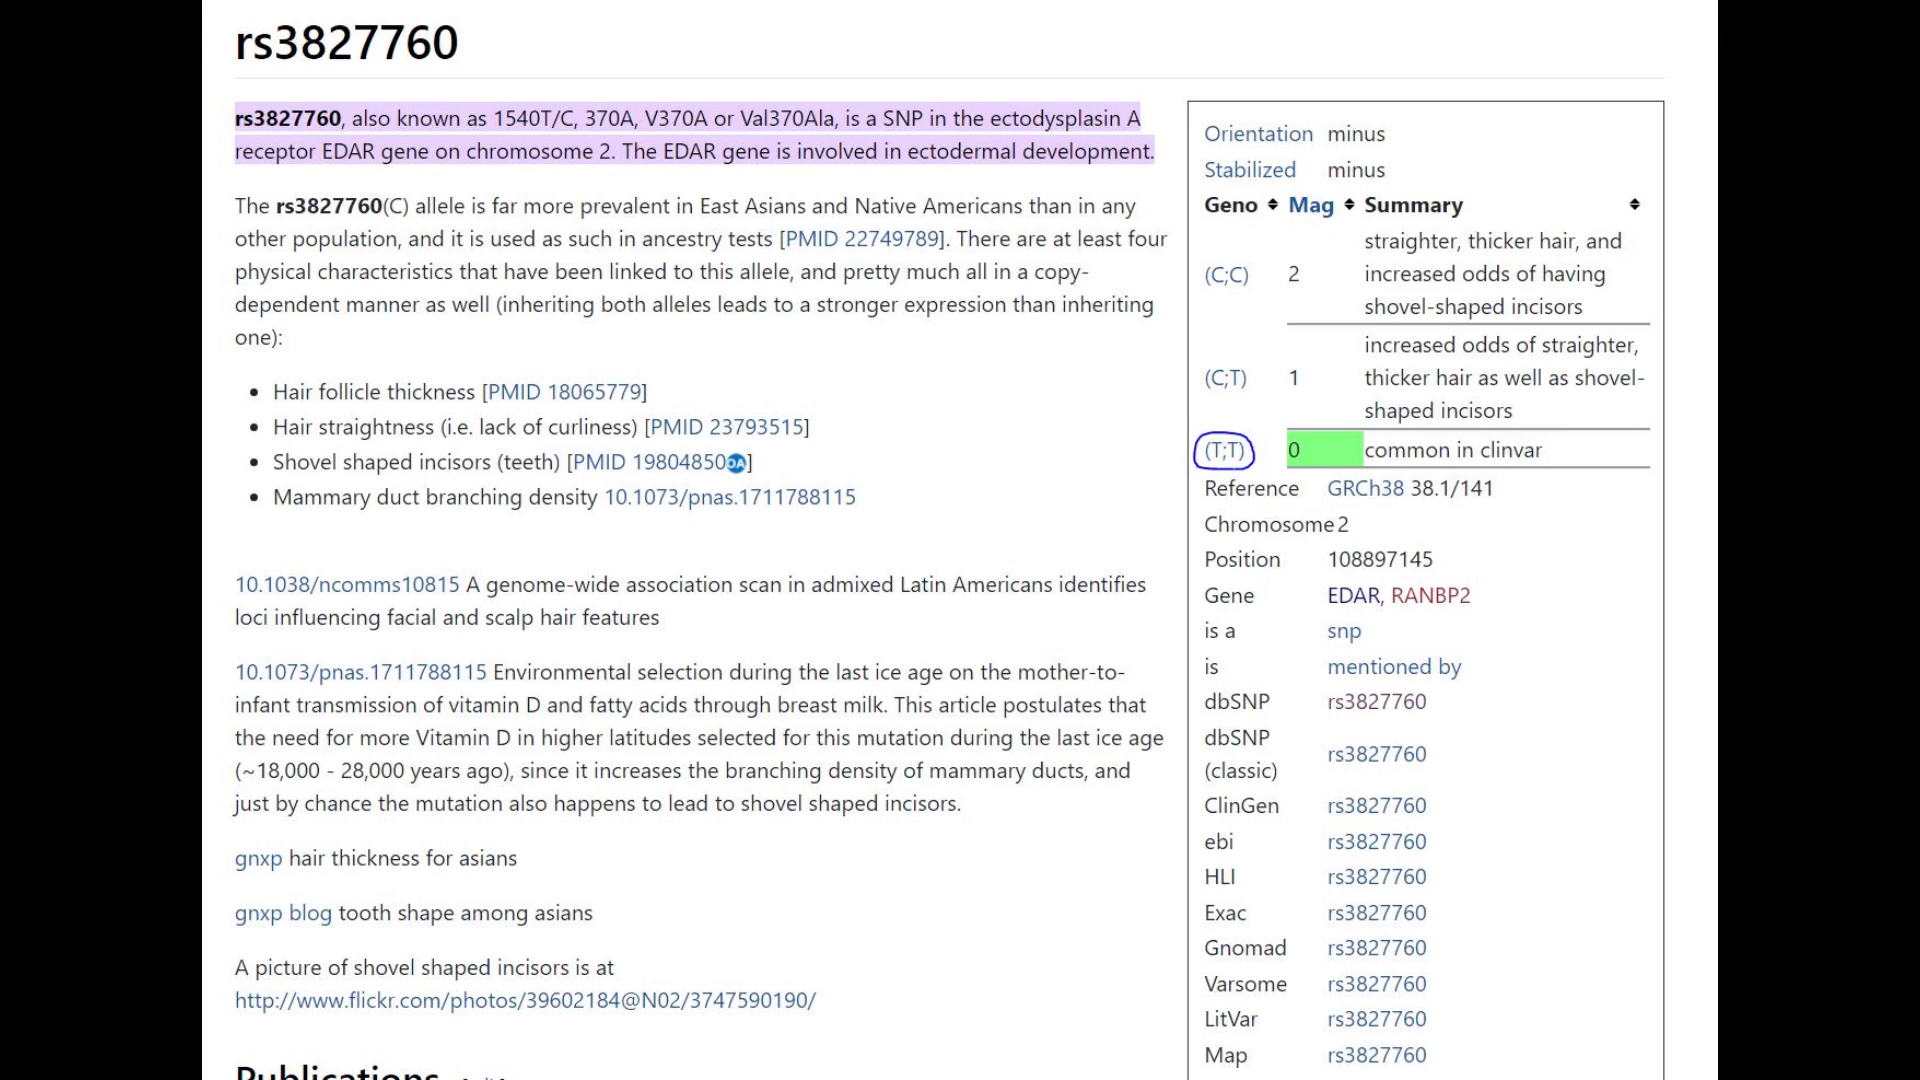 rs3827760
rs3827760, also known as 1540T/C, 370A, V370A or Val370Ala, is a SNP in the ectodysplasin A
receptor EDAR gene on chromosome 2. The EDAR gene is involved in ectodermal development.
The rs3827760(C) allele is far more prevalent in East Asians and Native Americans than in any
other population, and it is used as such in ancestry tests [PMID 22749789]. There are at least four
physical characteristics that have been linked to this allele, and pretty much all in a copy-
dependent manner as well (inheriting both alleles leads to a stronger expression than inheriting
one):
• Hair follicle thickness [PMID 18065779]
• Hair straightness (i.e. lack of curliness) [PMID 23793515]
• Shovel shaped incisors (teeth) [PMID 19804850OA]
• Mammary duct branching density 10.1073/pnas.1711788115
10.1038/ncomms10815 A genome-wide association scan in admixed Latin Americans identifies
loci influencing facial and scalp hair features
10.1073/pnas.1711788115 Environmental selection during the last ice age on the mother-to-
infant transmission of vitamin D and fatty acids through breast milk. This article postulates that
the need for more Vitamin D in higher latitudes selected for this mutation during the last ice age
(~18,000 - 28,000 years ago), since it increases the branching density of mammary ducts, and
just by chance the mutation also happens to lead to shovel shaped incisors.
gnxp hair thickness for asians
gnxp blog tooth shape among asians
A picture of shovel shaped incisors is at
http://www.flickr.com/photos/39602184@N02/3747590190/
Publications
Orientation minus
Stabilized minus
Geno Mag Summary
straighter, thicker hair, and
(C;C) 2 increased odds of having
shovel-shaped incisors
increased odds of straighter,
(C;T) 1 thicker hair as well as shovel-
shaped incisors
(T;T) 0 common in clinvar
Reference GRCh38 38.1/141
Chromosome 2
Position 108897145
Gene EDAR, RANBP2
is a snp
is mentioned by
dbSNP rs3827760
dbSNP
(classic) rs3827760
ClinGen rs3827760
ebi rs3827760
HLI rs3827760
Exac rs3827760
Gnomad rs3827760
Varsome rs3827760
LitVar rs3827760
Map rs3827760